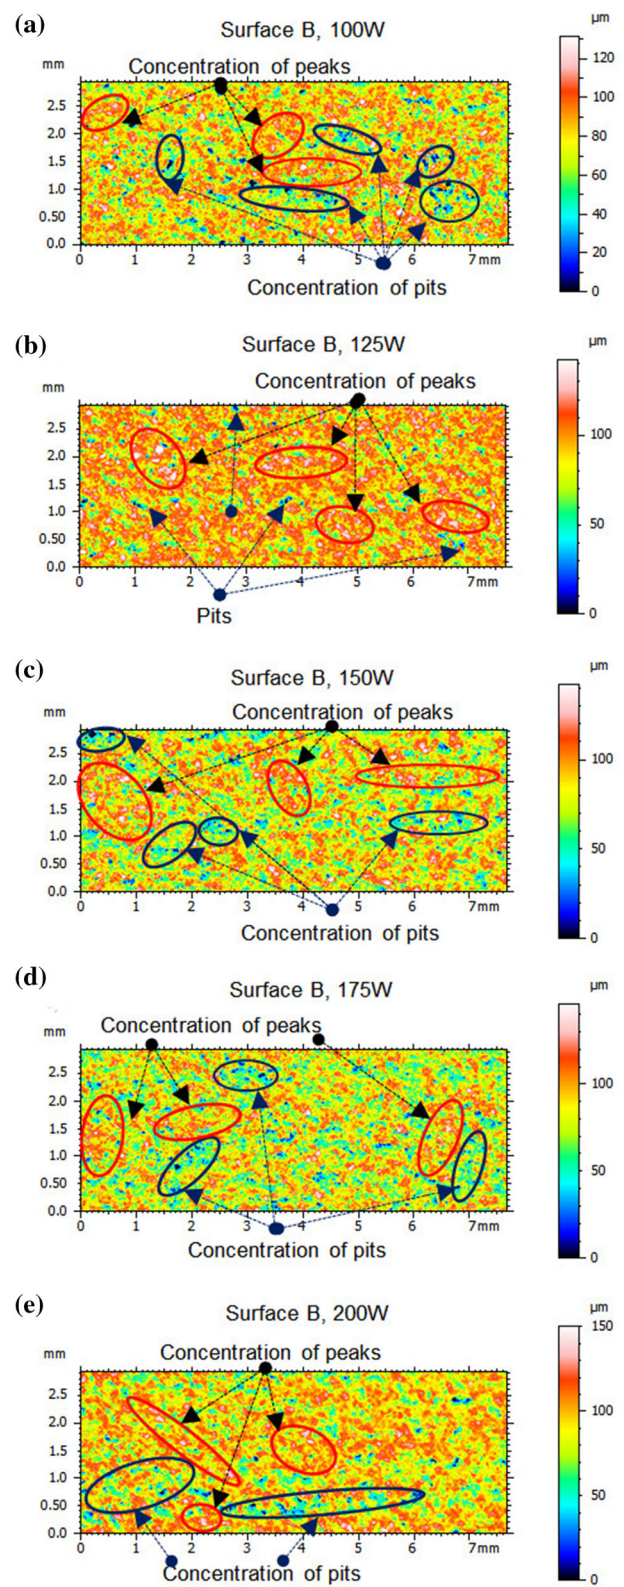 (a)
Surface B, 100W
µm
mm
Concentration of peaks
120
2.5
100
2.0
80
1.5
60
1.0
40
0.50
20
0.0
0
0 1 2 3 4 5 6 7mm
Concentration of pits
(b)
Surface B, 125W
µm
mm
Concentration of peaks
2.5
100
2.0
1.5
1.0
50
0.50
0.0
0
0 1 2 3 4 5 6 7mm
Pits
(c)
Surface B, 150W
µm
mm
Concentration of peaks
2.5
100
2.0
1.5
1.0
50
0.50
0.0
0
0 1 2 3 4 5 6 7mm
Concentration of pits
(d)
Surface B, 175W
µm
Concentration of peaks
mm
2.5
100
2.0
1.5
1.0
50
0.50
0.0
0
0 1 2 3 4 5 6 7mm
Concentration of pits
(e)
Surface B, 200W
µm
150
mm
Concentration of peaks
2.5
100
2.0
1.5
1.0
50
0.50
0.0
0
0 1 2 3 4 5 6 7mm
Concentration of pits